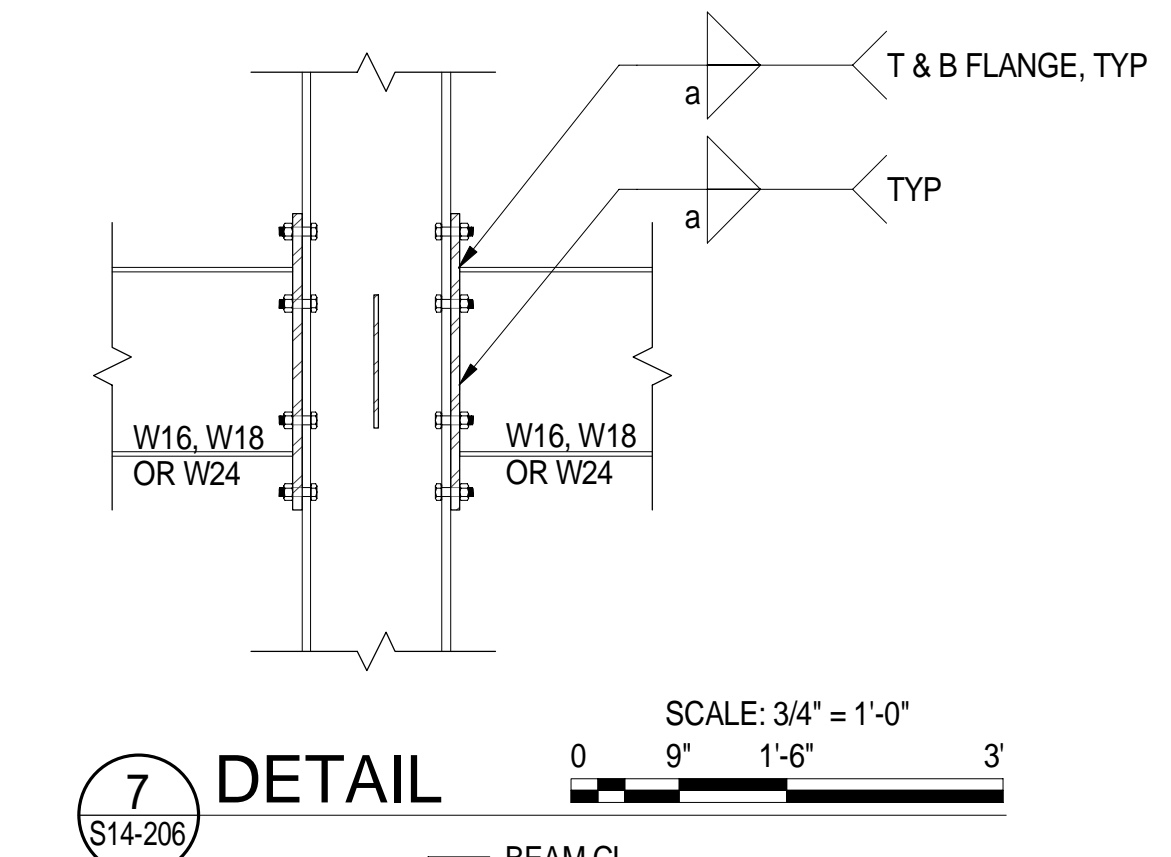 T & B FLANGE, TYP
a
TYP
a
W16, W18
OR W24
W16, W18
OR W24
SCALE: 3/4" = 1'-0"
0 9" 1'-6" 3'
7 DETAIL
S14-206